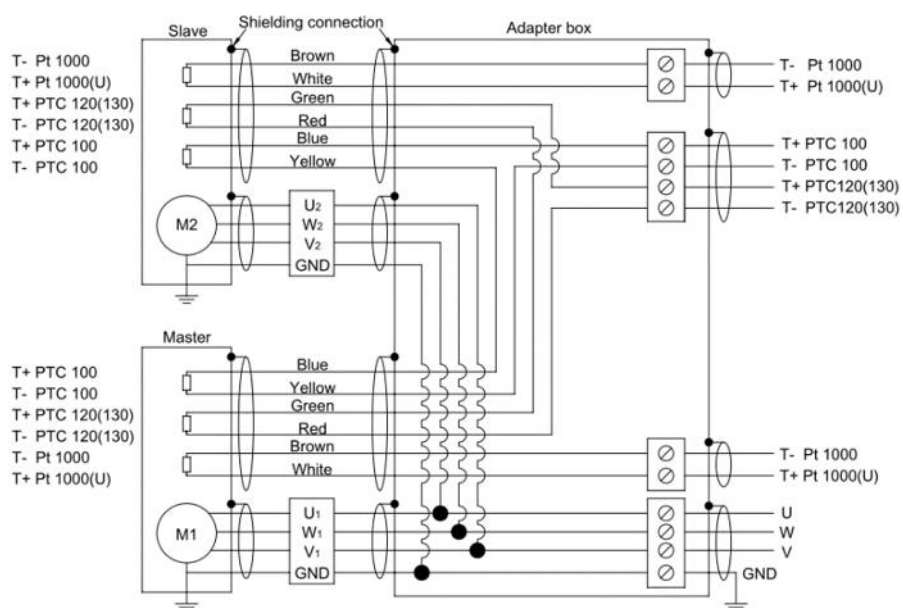 Shielding connection
Slave
Adapter box
T- Pt 1000
T+ Pt 1000(U)
T+ PTC 120(130)
T- PTC 120(130)
T+ PTC 100
T- PTC 100
Brown
White
Green
Red
Blue
Yellow
T- Pt 1000
T+ Pt 1000(U)
T+ PTC 100
T- PTC 100
T+ PTC120(130)
T- PTC120(130)
M2
U2
W2
V2
GND
Master
T+ PTC 100
T- PTC 100
T+ PTC 120(130)
T- PTC 120(130)
T- Pt 1000
T+ Pt 1000(U)
Blue
Yellow
Green
Red
Brown
White
T- Pt 1000
T+ Pt 1000(U)
M1
U1
W1
V1
GND
U
W
V
GND